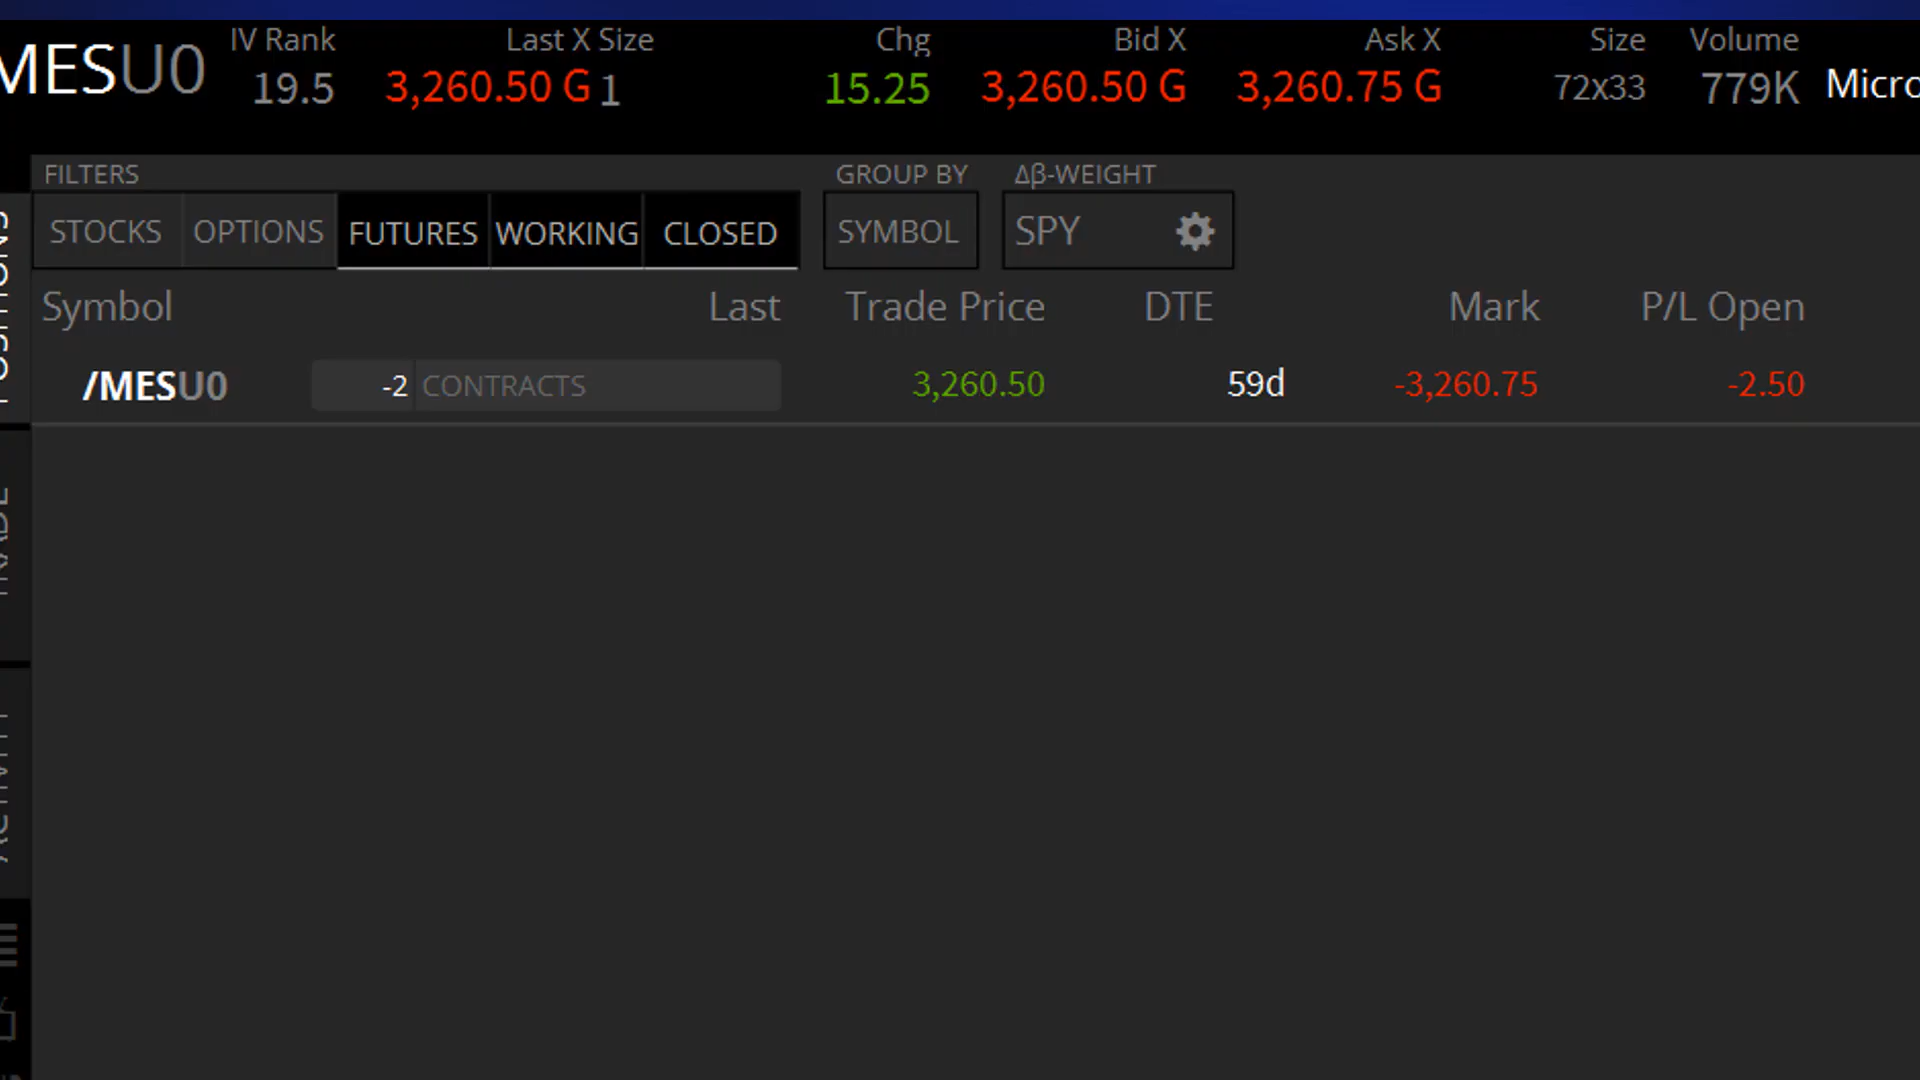 MESU0 IV Rank Last X Size Chg Bid X Ask X Size Volume
19.5 3,260.50 G 1 15.25 3,260.50 G 3,260.75 G 72x33 779K Micro
FILTERS GROUP BY Δβ-WEIGHT
STOCKS OPTIONS FUTURES WORKING CLOSED SYMBOL SPY
Symbol Last Trade Price DTE Mark P/L Open
/MESU0 -2 CONTRACTS 3,260.50 59d -3,260.75 -2.50